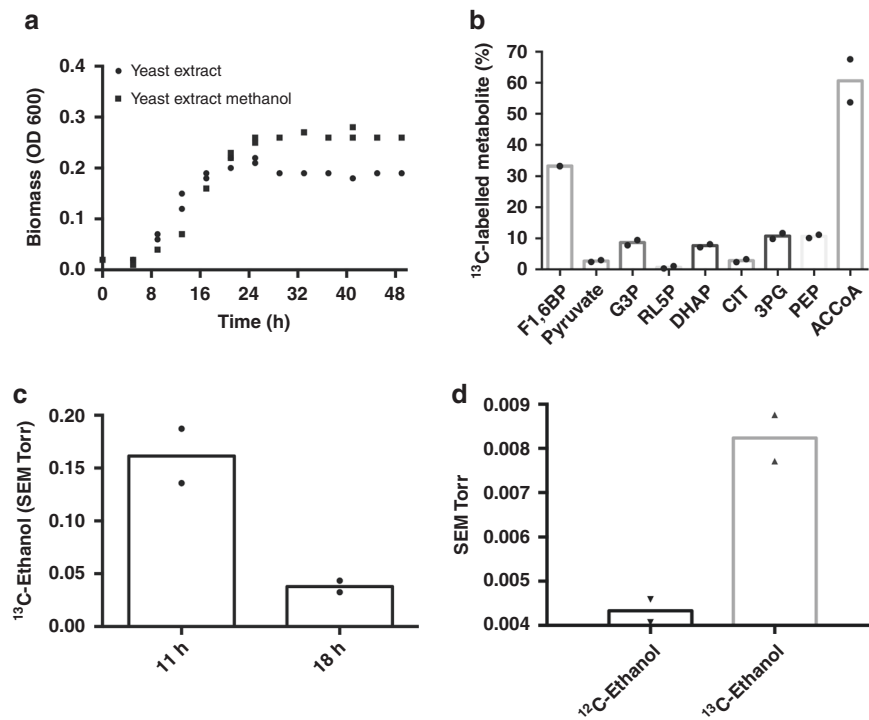 a
Yeast extract
Yeast extract methanol
Biomass (OD 600)
0.4
0.3
0.2
0.1
0.0
0 8 16 24 32 40 48
Time (h)
b
¹³C-labelled metabolite (%)
70
60
50
40
30
20
10
0
F1,6BP
Pyruvate
G3P
RL5P
DHAP
CIT
3PG
PEP
ACCoA
c
¹³C-Ethanol (SEM Torr)
0.20
0.15
0.10
0.05
0.00
11 h
18 h
d
SEM Torr
0.009
0.008
0.007
0.006
0.005
0.004
¹²C-Ethanol
¹³C-Ethanol